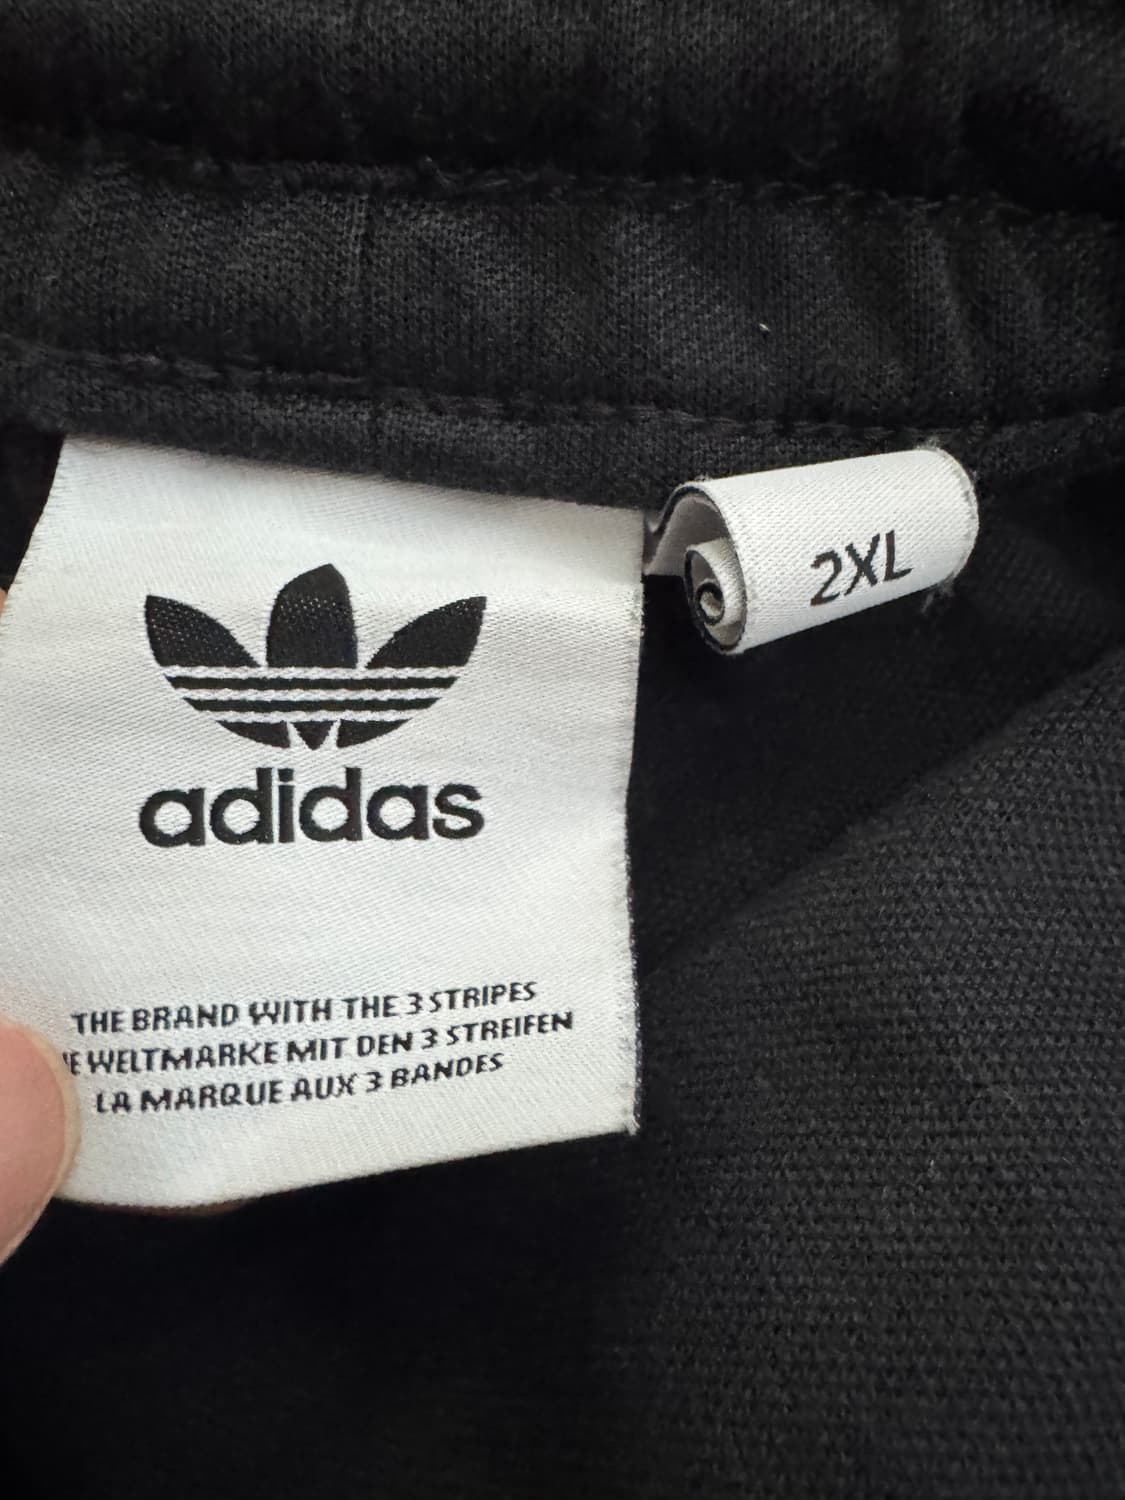 2XL
adidas
THE BRAND WITH THE 3 STRIPES
WELTMARKE MIT DEN 3 STREIFEN
LA MARQUE AUX 3 BANDES